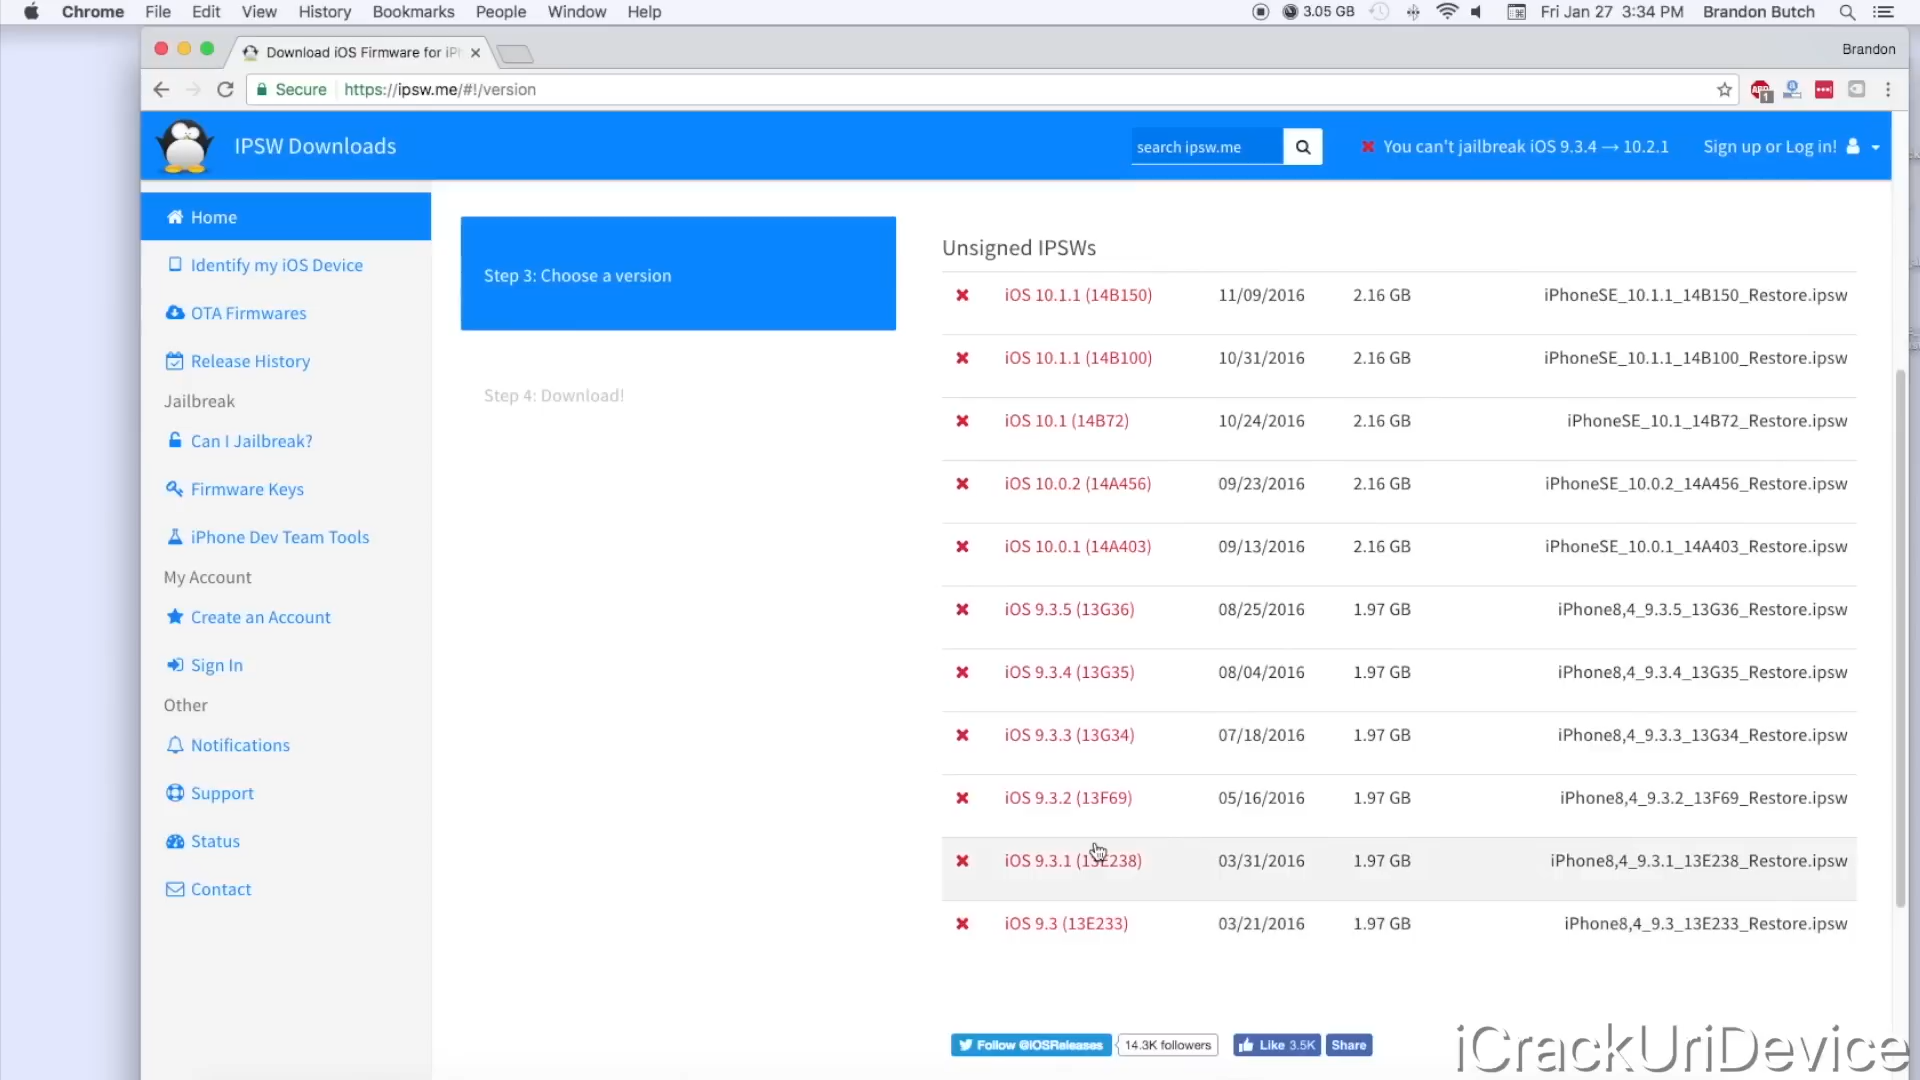 Chrome File Edit View History Bookmarks People Window Help 3.05 GB Fri Jan 27 3:34 PM Brandon Butch
Download iOS Firmware for iPh
Brandon
Secure https://ipsw.me/#!/version
ABP 1
IPSW Downloads
search ipsw.me
You can't jailbreak iOS 9.3.4 → 10.2.1
Sign up or Log in!
Home
Identify my iOS Device
OTA Firmwares
Release History
Jailbreak
Can I Jailbreak?
Firmware Keys
iPhone Dev Team Tools
My Account
Create an Account
Sign In
Other
Notifications
Support
Status
Contact
Step 3: Choose a version
Step 4: Download!
Unsigned IPSWs
iOS 10.1.1 (14B150) 11/09/2016 2.16 GB iPhoneSE_10.1.1_14B150_Restore.ipsw
iOS 10.1.1 (14B100) 10/31/2016 2.16 GB iPhoneSE_10.1.1_14B100_Restore.ipsw
iOS 10.1 (14B72) 10/24/2016 2.16 GB iPhoneSE_10.1_14B72_Restore.ipsw
iOS 10.0.2 (14A456) 09/23/2016 2.16 GB iPhoneSE_10.0.2_14A456_Restore.ipsw
iOS 10.0.1 (14A403) 09/13/2016 2.16 GB iPhoneSE_10.0.1_14A403_Restore.ipsw
iOS 9.3.5 (13G36) 08/25/2016 1.97 GB iPhone8,4_9.3.5_13G36_Restore.ipsw
iOS 9.3.4 (13G35) 08/04/2016 1.97 GB iPhone8,4_9.3.4_13G35_Restore.ipsw
iOS 9.3.3 (13G34) 07/18/2016 1.97 GB iPhone8,4_9.3.3_13G34_Restore.ipsw
iOS 9.3.2 (13F69) 05/16/2016 1.97 GB iPhone8,4_9.3.2_13F69_Restore.ipsw
iOS 9.3.1 (13E238) 03/31/2016 1.97 GB iPhone8,4_9.3.1_13E238_Restore.ipsw
iOS 9.3 (13E233) 03/21/2016 1.97 GB iPhone8,4_9.3_13E233_Restore.ipsw
Follow @iOSReleases 14.3K followers Like 3.5K Share
iCrackUriDevice